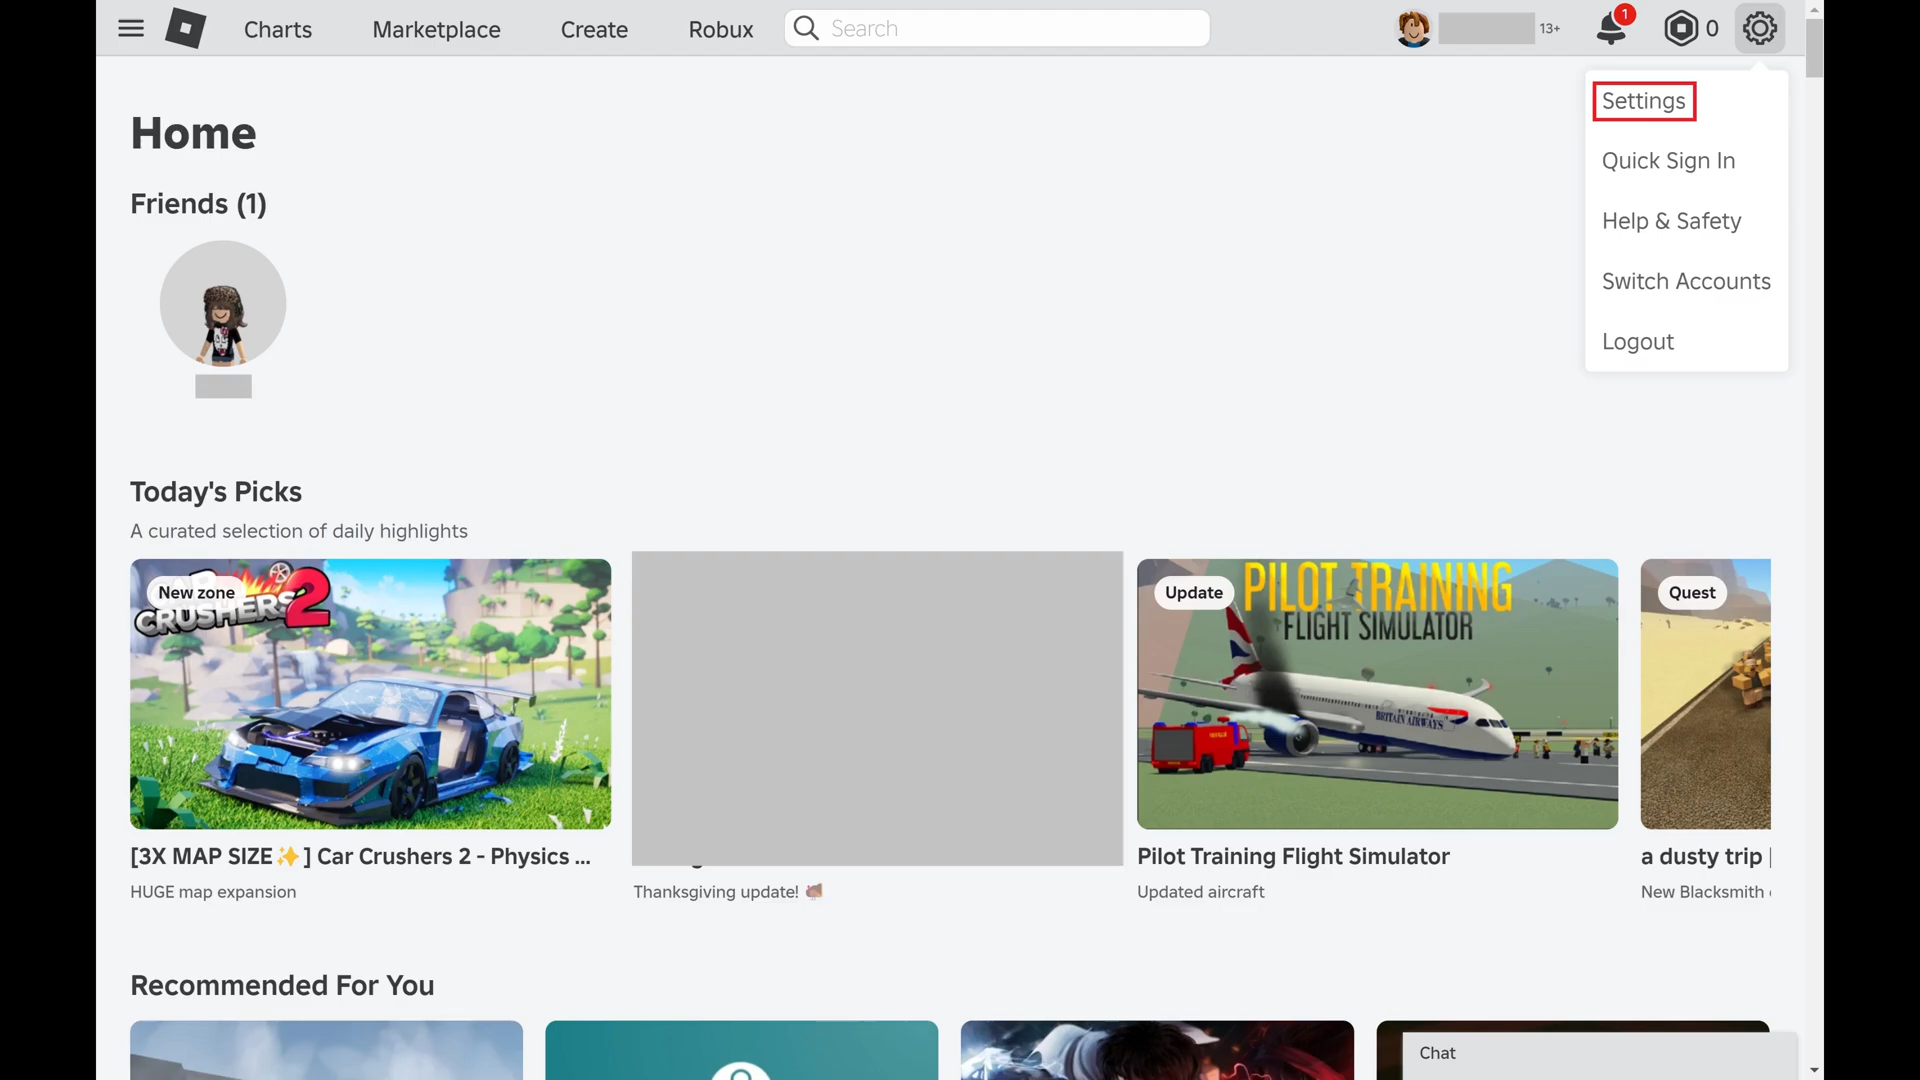 Charts Marketplace Create Robux Search 13+ 1 0
Settings
Quick Sign In
Help & Safety
Switch Accounts
Logout
Home
Friends (1)
Today's Picks
A curated selection of daily highlights
New zone
CAR
CRUSHERS 2
Update
PILOT TRAINING
FLIGHT SIMULATOR
BRITAIN AIRWAYS
Quest
[3X MAP SIZE✨] Car Crushers 2 - Physics ...
HUGE map expansion
Thanksgiving update! 🦃
Pilot Training Flight Simulator
Updated aircraft
a dusty trip
New Blacksmith
Recommended For You
Chat